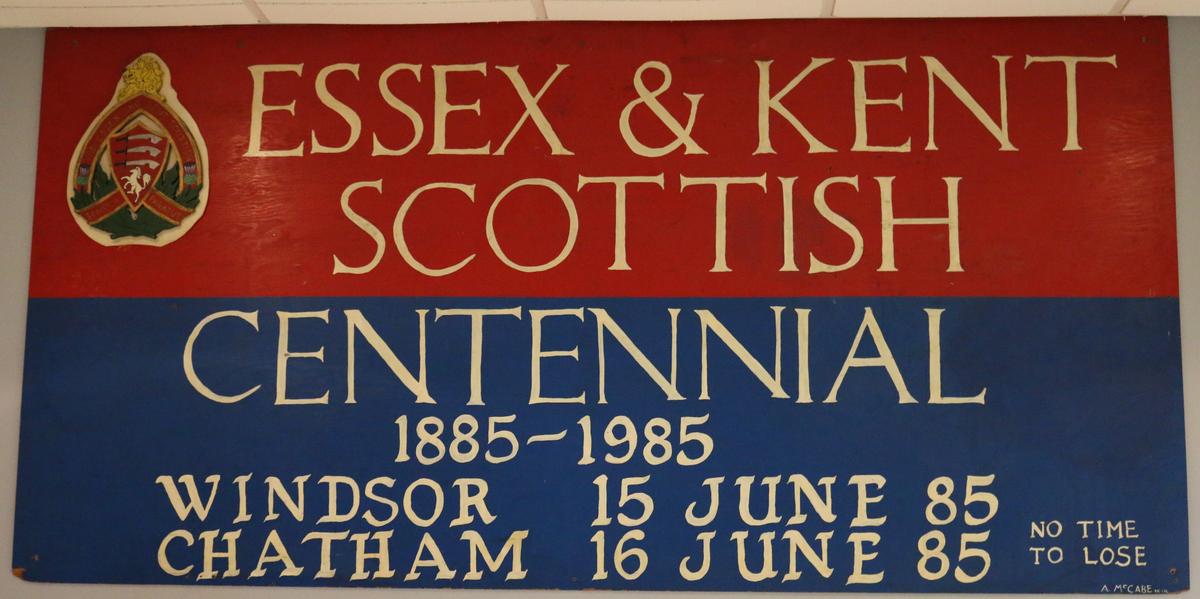 ESSEX & KENT
SCOTTISH
CENTENNIAL
1885-1985
WINDSOR 15 JUNE 85
CHATHAM 16 JUNE 85
NO TIME
TO LOSE
A. McCABE